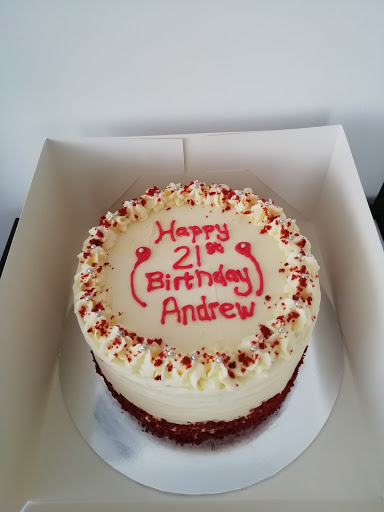 Happy
21st
Birthday
Andrew